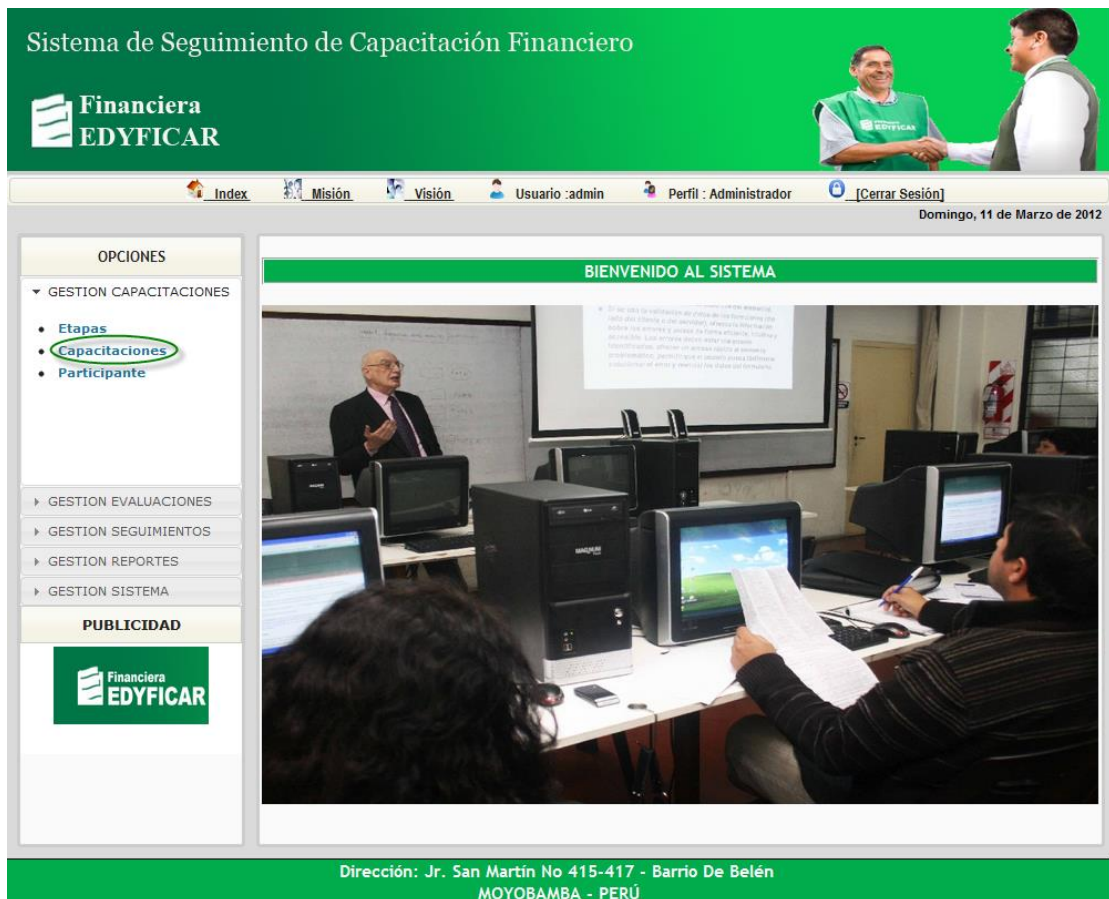 Sistema de Seguimiento de Capacitación Financiero
Financiera
EDYFICAR
EDYFICAR
Index Misión Visión Usuario :admin Perfil : Administrador [Cerrar Sesión]
Domingo, 11 de Marzo de 2012
OPCIONES
GESTION CAPACITACIONES
Etapas
Capacitaciones
Participante
GESTION EVALUACIONES
GESTION SEGUIMIENTOS
GESTION REPORTES
GESTION SISTEMA
PUBLICIDAD
Financiera
EDYFICAR
BIENVENIDO AL SISTEMA
MAGNUM
Dirección: Jr. San Martín No 415-417 - Barrio De Belén
MOYOBAMBA - PERÚ